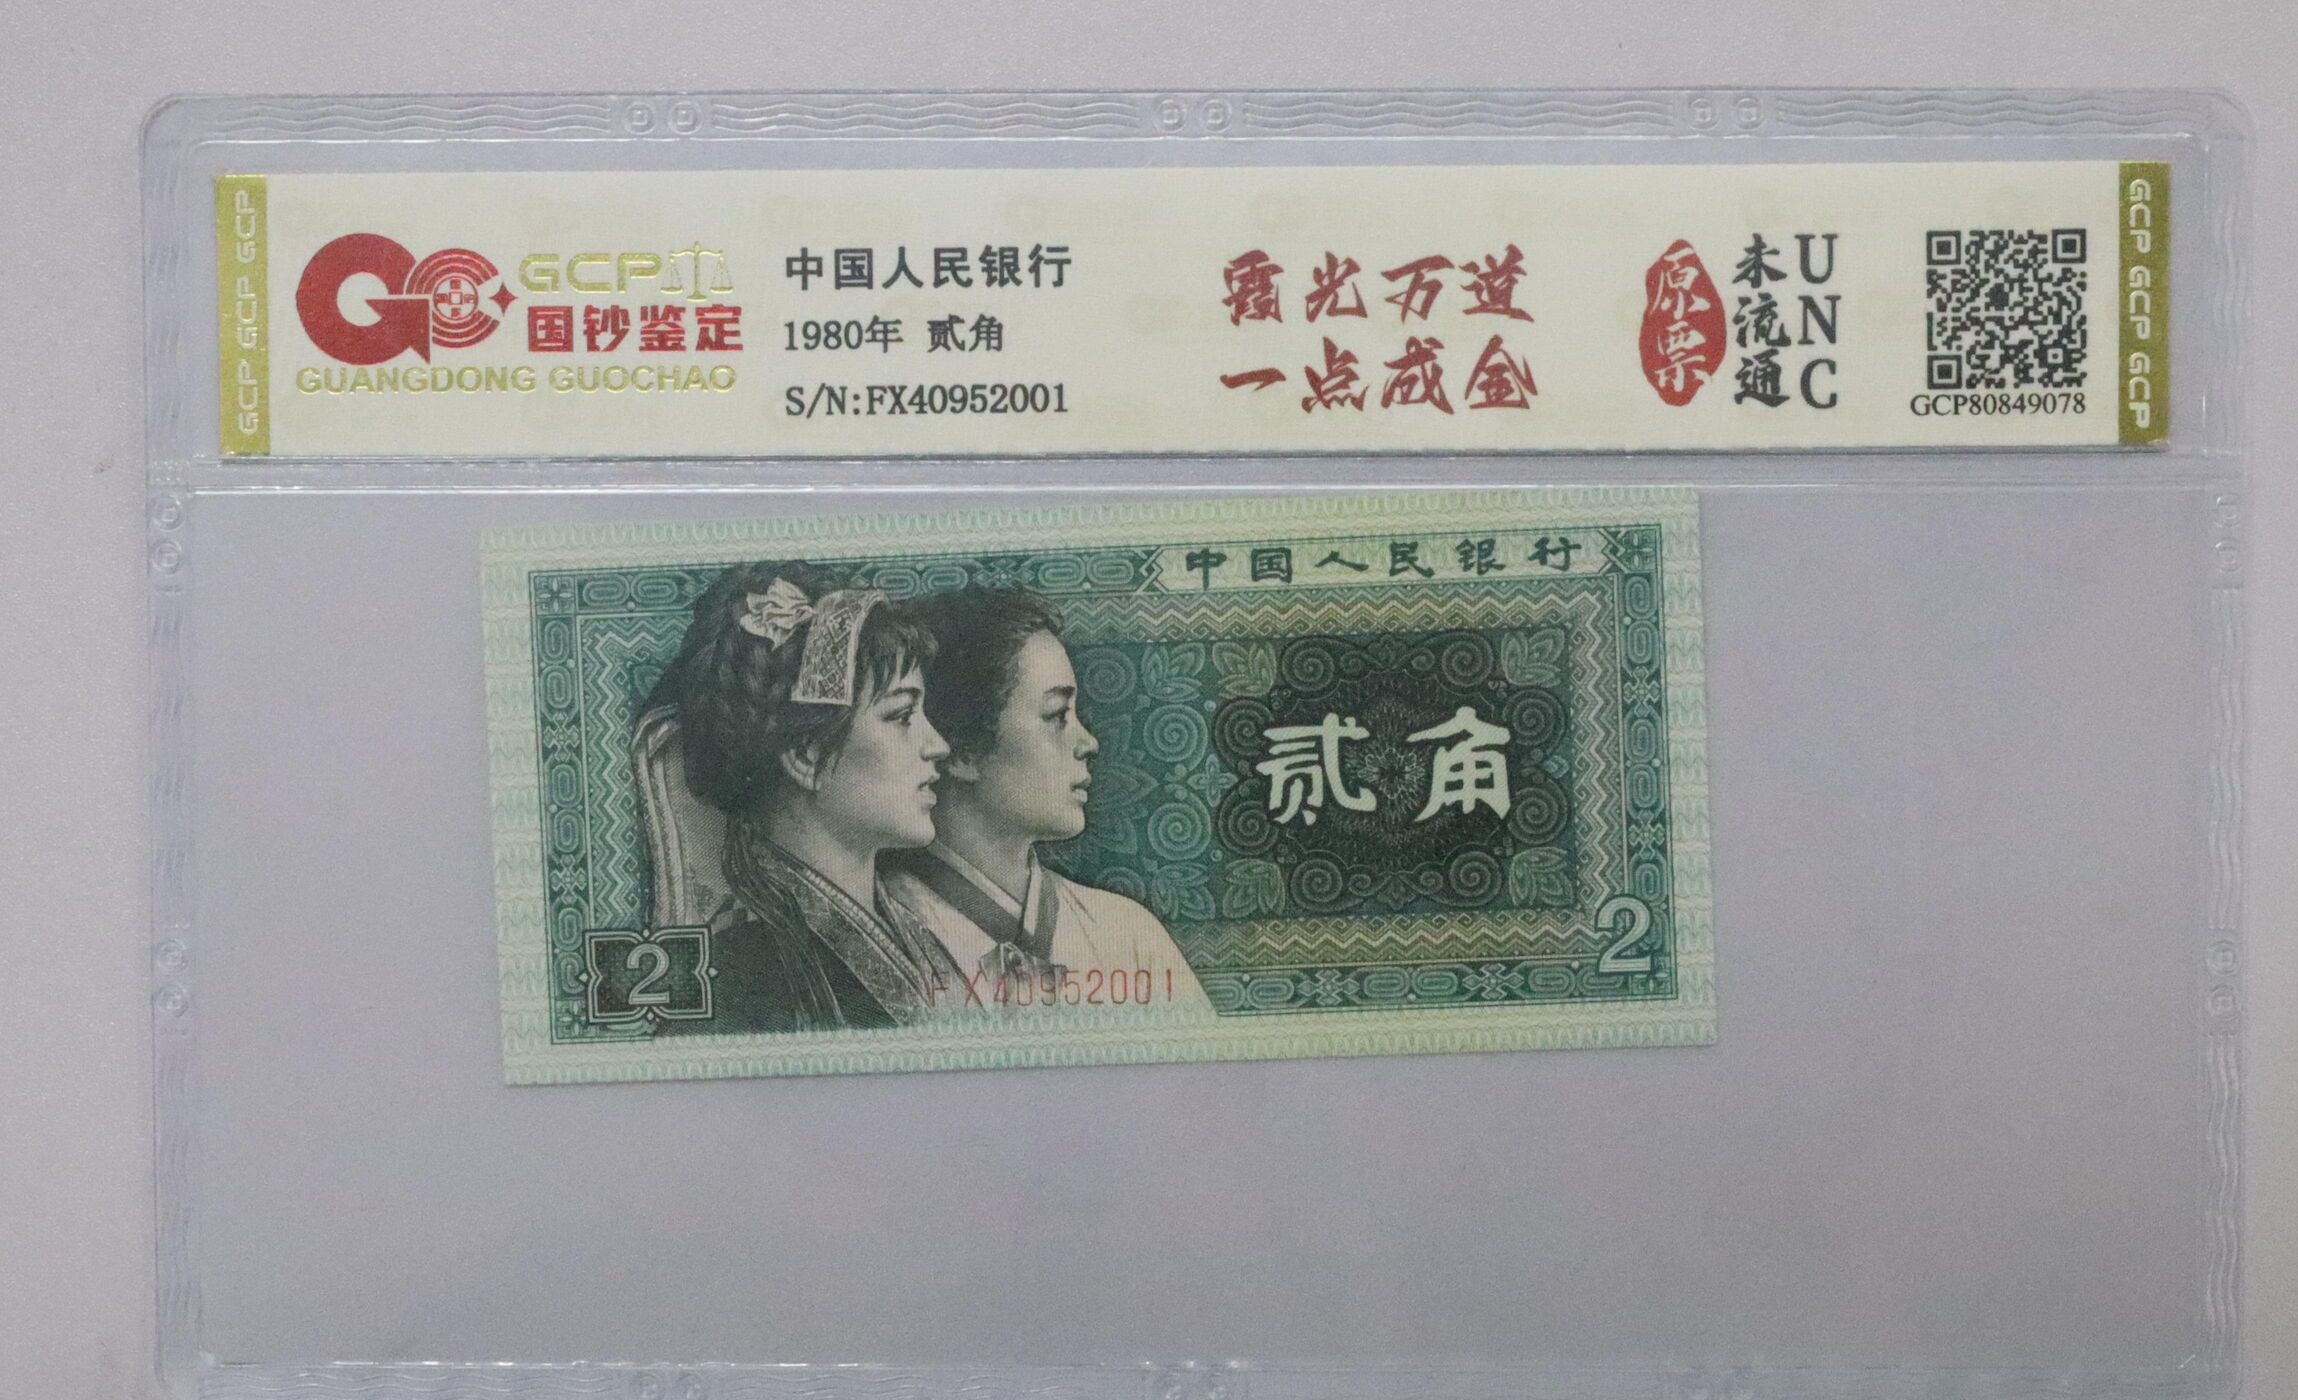 GCP
国钞鉴定
GUANGDONG GUOCHAO
中国人民银行
1980年 贰角
S/N:FX40952001
霞光万道
一点成金
原票
未流通
UNC
GCP80849078
GCP GCP GCP
GCP GCP GCP
中国人民银行
贰角
2
2
FX40952001